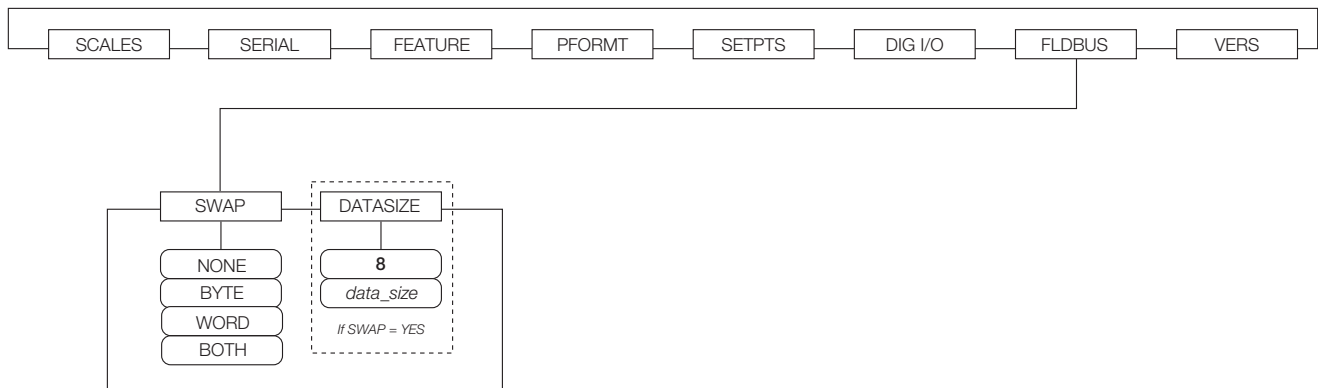 SCALES SERIAL FEATURE PFORMT SETPTS DIG I/O FLDBUS VERS
SWAP DATASIZE
NONE 8
BYTE data_size
WORD If SWAP = YES
BOTH